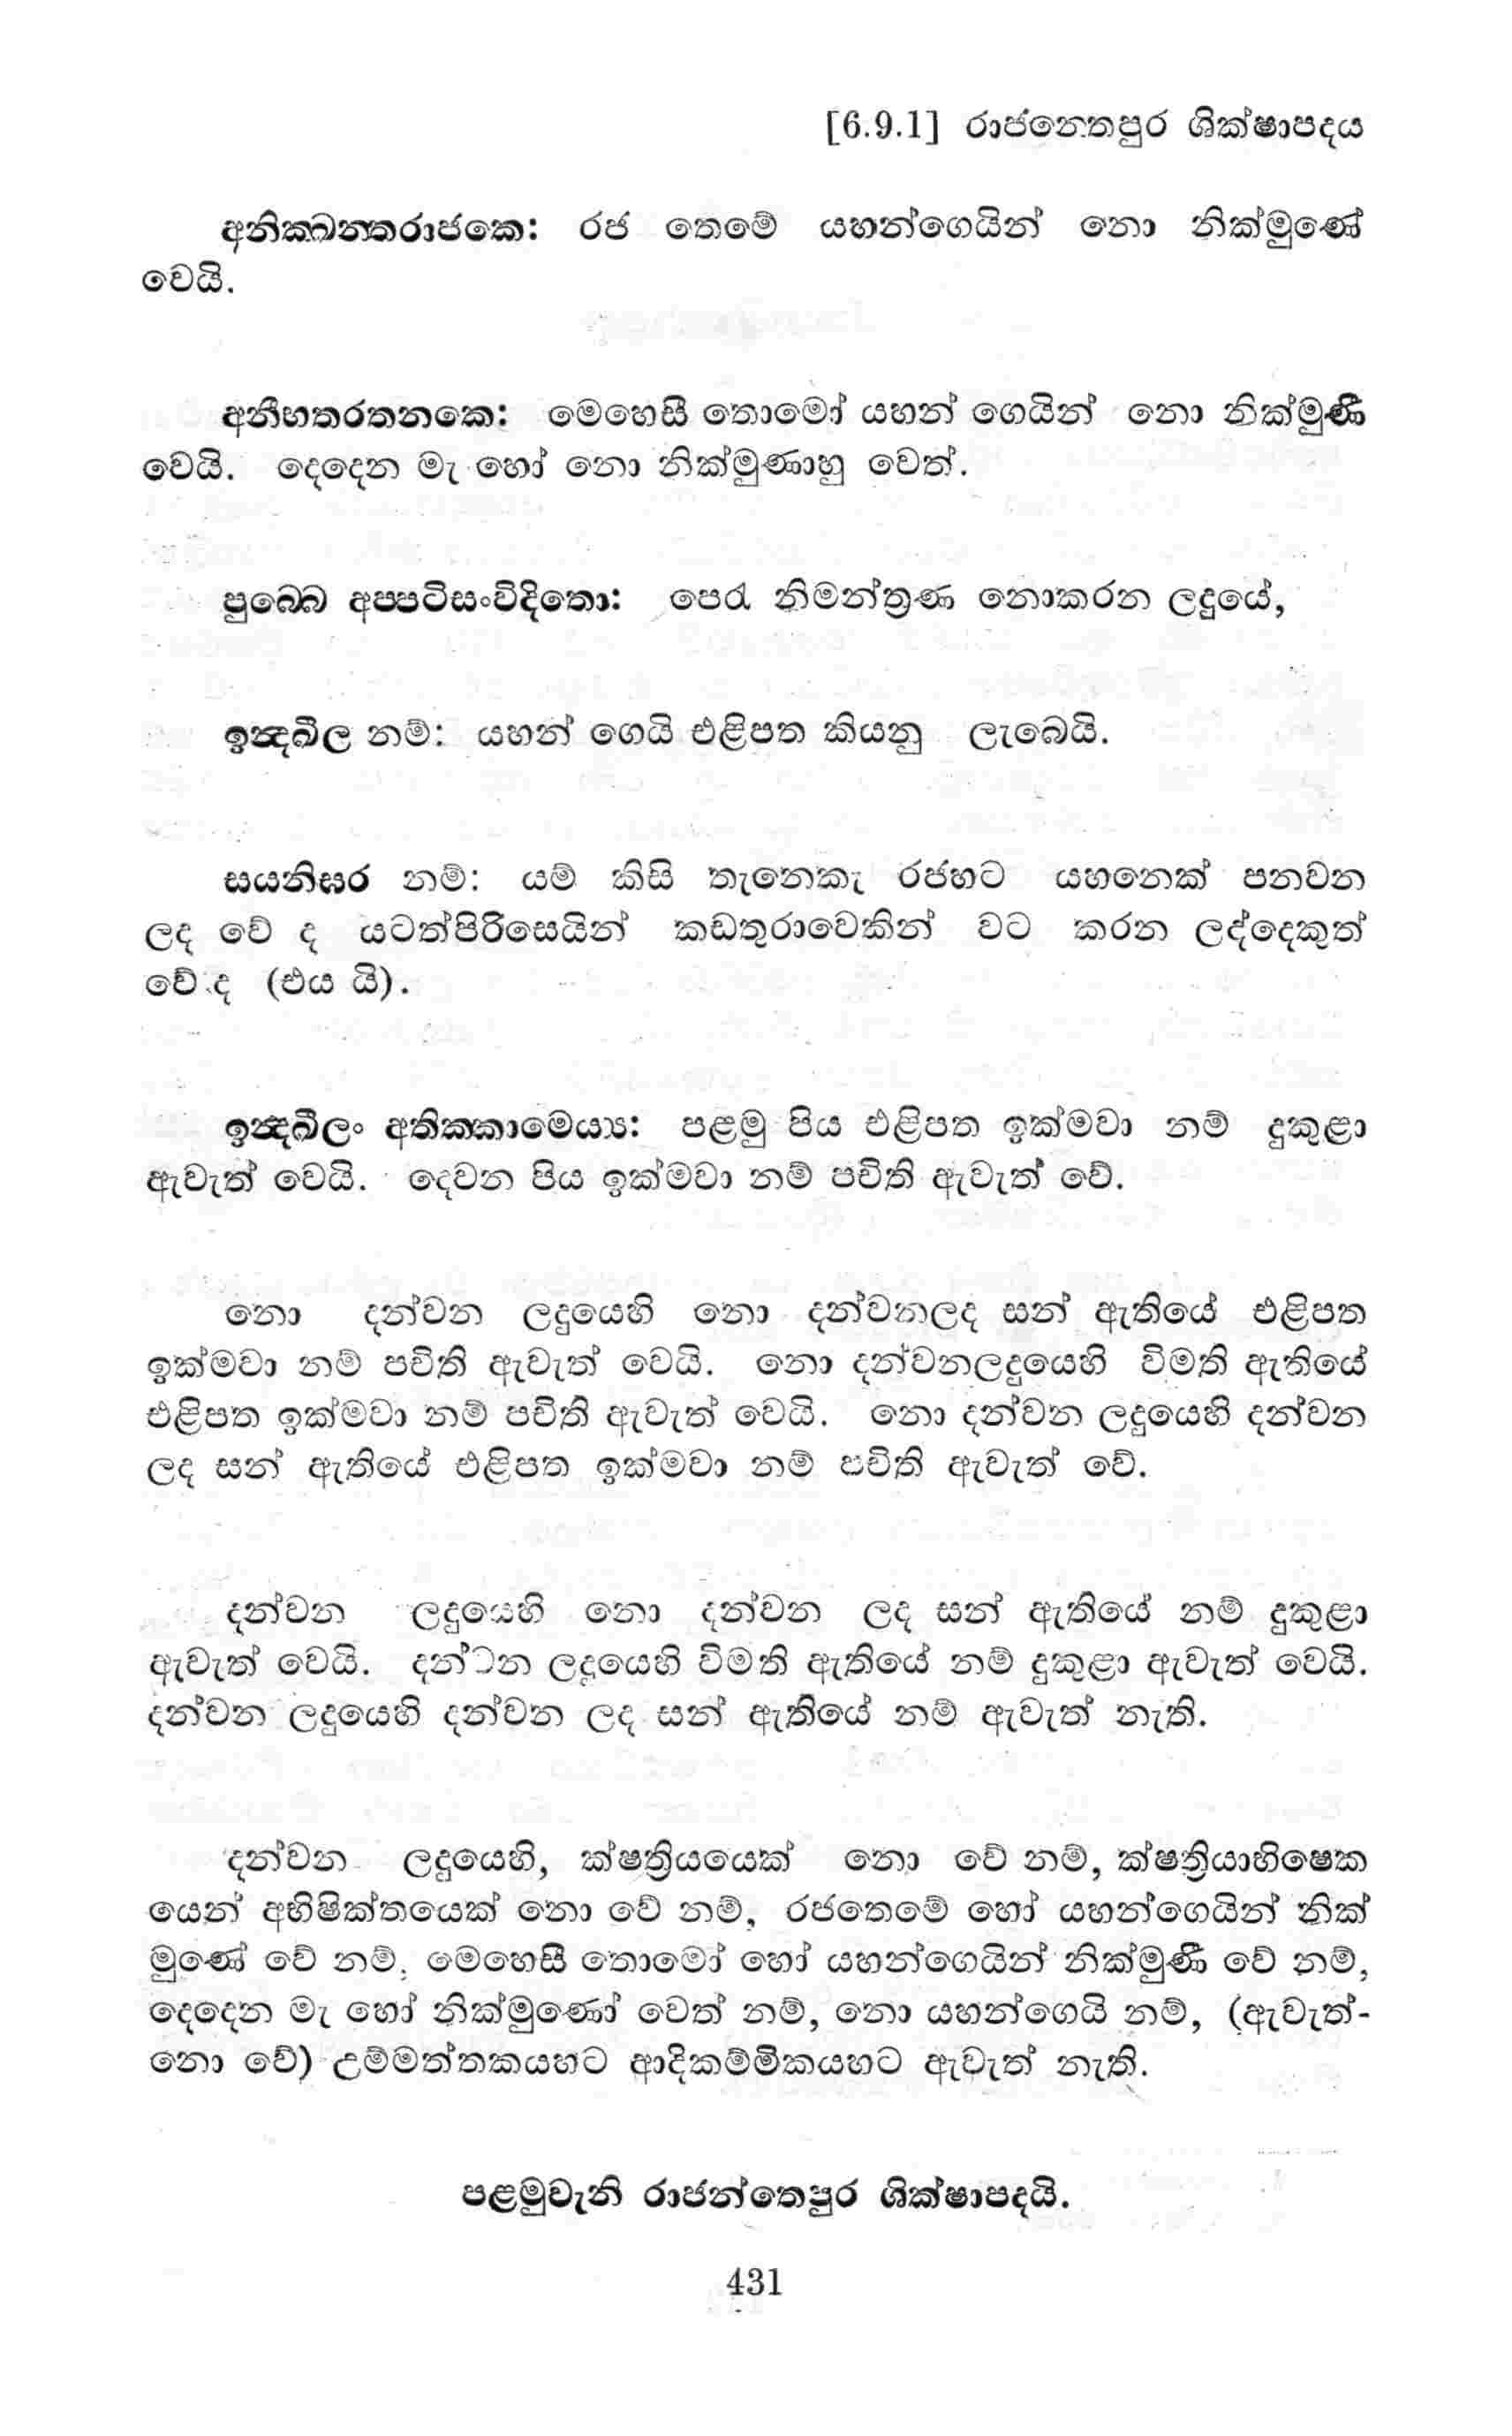 [6.9.1] රාජනෙතපුර ශික්ෂාපදය
අනික්ඛන්තරාජකෙ: රජ තෙමේ යහන්ගෙයින් නො නික්මුණේ
වෙයි.
අනීභතරතනකෙ: මෙහෙසී තොමෝ යහන් ගෙයින් නො නික්මුණී
වෙයි. දෙදෙන මැ හෝ නො නික්මුණාහු වෙත්.
පුබ්බෙ අප්පටිසංවිදිතො: පෙරැ නිමන්ත්‍රණ නොකරන ලදුයේ,
ඉන්දඛීල නම්: යහන් ගෙයි එළිපත කියනු ලැබෙයි.
සයනිඝර නම්: යම් කිසි තැනෙකැ රජහට යහනෙක් පනවන
ලද වේ ද යටත්පිරිසෙයින් කඩතුරාවෙකින් වට කරන ලද්දෙකුත්
වේ ද (එය යි).
ඉන්දඛීලං අතික්කාමෙය්‍ය: පළමු පිය එළිපත ඉක්මවා නම් දුකුළා
ඇවැත් වෙයි. දෙවන පිය ඉක්මවා නම් පචිති ඇවැත් වේ.
නො දන්වන ලදුයෙහි නො දන්වනලද සන් ඇතියේ එළිපත
ඉක්මවා නම් පචිති ඇවැත් වෙයි. නො දන්වනලදුයෙහි විමති ඇතියේ
එළිපත ඉක්මවා නම් පචිති ඇවැත් වෙයි. නො දන්වන ලදුයෙහි දන්වන
ලද සන් ඇතියේ එළිපත ඉක්මවා නම් පචිති ඇවැත් වේ.
දන්වන ලදුයෙහි නො දන්වන ලද සන් ඇතියේ නම් දුකුළා
ඇවැත් වෙයි. දන්වන ලදුයෙහි විමති ඇතියේ නම් දුකුළා ඇවැත් වෙයි.
දන්වන ලදුයෙහි දන්වන ලද සන් ඇතියේ නම් ඇවැත් නැති.
දන්වන ලදුයෙහි, ක්ෂත්‍රියයෙක් නො වේ නම්, ක්ෂත්‍රියාභිෂෙක
යෙන් අභිෂික්තයෙක් නො වේ නම්, රජතෙමේ හෝ යහන්ගෙයින් නික්
මුණේ වේ නම්, මෙහෙසී තොමෝ හෝ යහන්ගෙයින් නික්මුණී වේ නම්,
දෙදෙන මැ හෝ නික්මුණෝ වෙත් නම්, නො යහන්ගෙයි නම්, (ඇවැත්-
නො වේ) උම්මත්තකයහට ආදිකම්මිකයහට ඇවැත් නැති.
පළමුවැනි රාජන්තෙපුර ශික්ෂාපදයි.
431